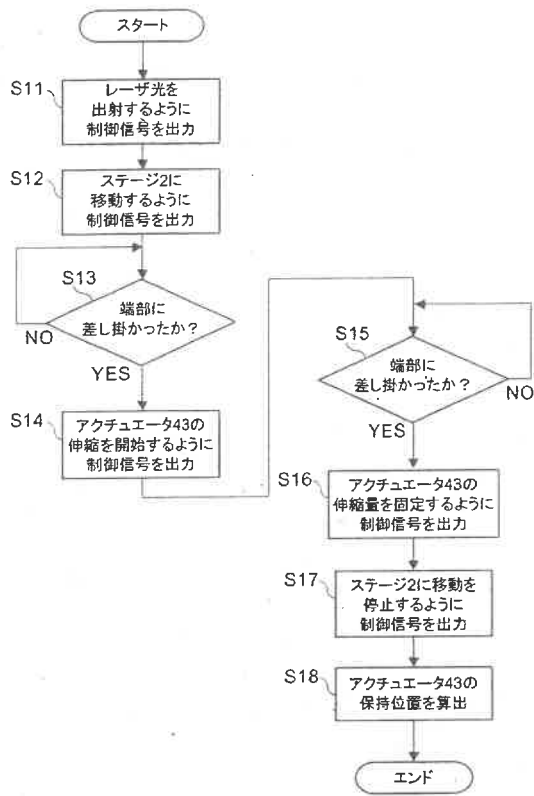 スタート
S11
レーザ光を
出射するように
制御信号を出力
S12
ステージ2に
移動するように
制御信号を出力
S13
端部に
差し掛かったか？
NO
YES
S14
アクチュエータ43の
伸縮を開始するように
制御信号を出力
S15
端部に
差し掛かったか？
NO
YES
S16
アクチュエータ43の
伸縮量を固定するように
制御信号を出力
S17
ステージ2に移動を
停止するように
制御信号を出力
S18
アクチュエータ43の
保持位置を算出
エンド